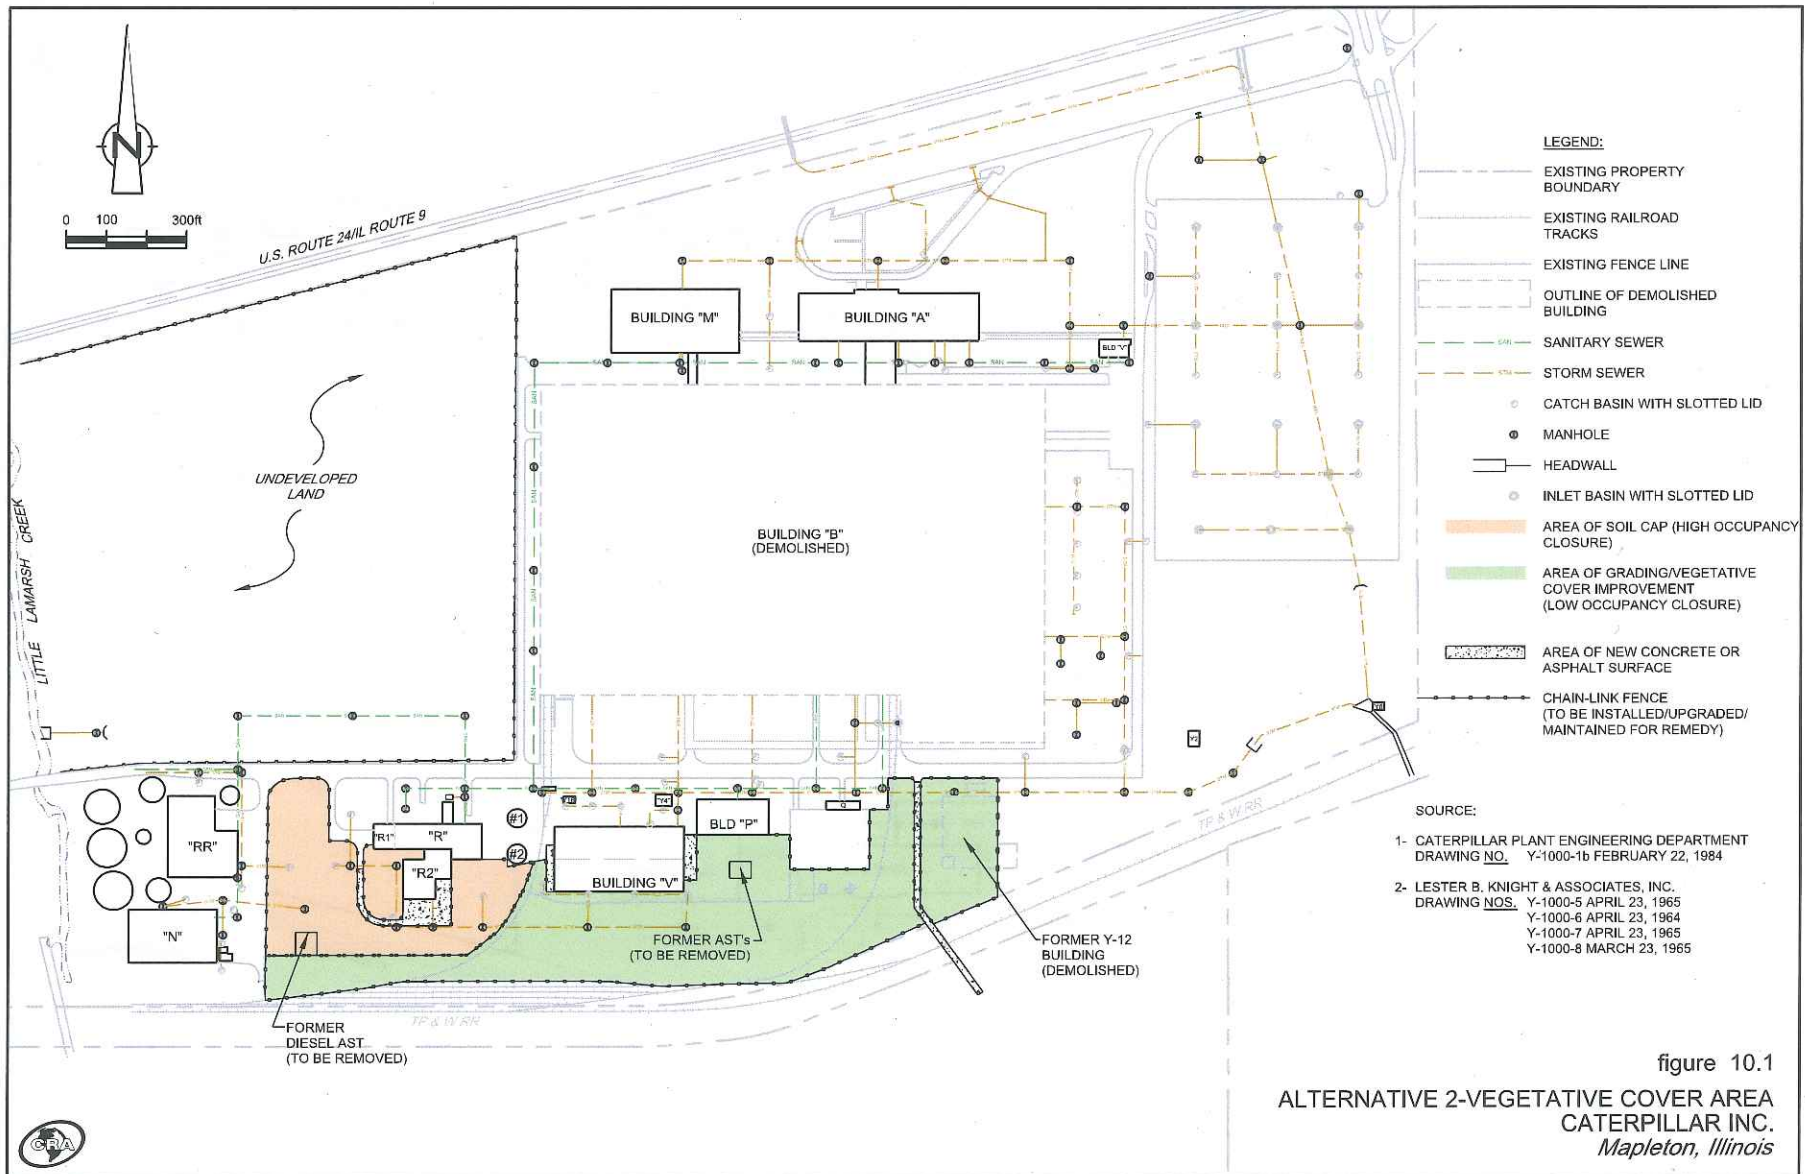 N
0 100 300ft
U.S. ROUTE 24/IL ROUTE 9
UNDEVELOPED
LAND
LITTLE LAMARSH CREEK
BUILDING "M"
BUILDING "A"
BLD "V"
BUILDING "B"
(DEMOLISHED)
"RR"
"N"
"R1"
"R"
"R2"
#1
#2
"Y4"
Y3
BLD "P"
BUILDING "V"
FORMER AST's
(TO BE REMOVED)
FORMER Y-12
BUILDING
(DEMOLISHED)
FORMER
DIESEL AST
(TO BE REMOVED)
TP & W RR
TP & W RR
LEGEND:
EXISTING PROPERTY
BOUNDARY
EXISTING RAILROAD
TRACKS
EXISTING FENCE LINE
OUTLINE OF DEMOLISHED
BUILDING
SAN SANITARY SEWER
STM STORM SEWER
CATCH BASIN WITH SLOTTED LID
MANHOLE
HEADWALL
INLET BASIN WITH SLOTTED LID
AREA OF SOIL CAP (HIGH OCCUPANCY
CLOSURE)
AREA OF GRADING/VEGETATIVE
COVER IMPROVEMENT
(LOW OCCUPANCY CLOSURE)
AREA OF NEW CONCRETE OR
ASPHALT SURFACE
CHAIN-LINK FENCE
(TO BE INSTALLED/UPGRADED/
MAINTAINED FOR REMEDY)
SOURCE:
1- CATERPILLAR PLANT ENGINEERING DEPARTMENT
DRAWING NO. Y-1000-1b FEBRUARY 22, 1984
2- LESTER B. KNIGHT & ASSOCIATES, INC.
DRAWING NOS. Y-1000-5 APRIL 23, 1965
Y-1000-6 APRIL 23, 1964
Y-1000-7 APRIL 23, 1965
Y-1000-8 MARCH 23, 1965
figure 10.1
ALTERNATIVE 2-VEGETATIVE COVER AREA
CATERPILLAR INC.
Mapleton, Illinois
CRA